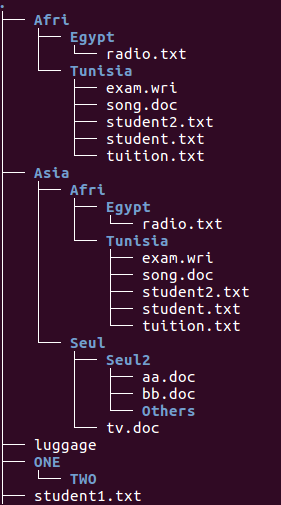 .
Afri
Egypt
radio.txt
Tunisia
exam.wri
song.doc
student2.txt
student.txt
tuition.txt
Asia
Afri
Egypt
radio.txt
Tunisia
exam.wri
song.doc
student2.txt
student.txt
tuition.txt
Seul
Seul2
aa.doc
bb.doc
Others
tv.doc
luggage
ONE
TWO
student1.txt